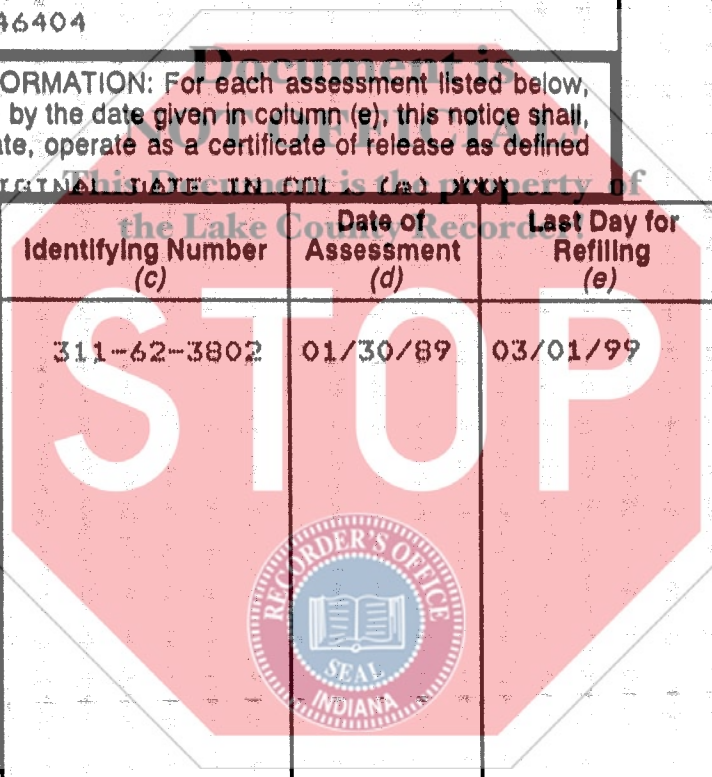 46404
Document is
ORMATION: For each assessment listed below,
NOT OFFICIAL!
by the date given in column (e), this notice shall,
ate, operate as a certificate of release as defined
This Document is the property of
the Lake County Recorder!
Identifying Number
(c)
Date of
Assessment
(d)
Last Day for
Refiling
(e)
311-62-3802 01/30/89 03/01/99
STOP
RECORDER'S OFFICE
SEAL
INDIANA